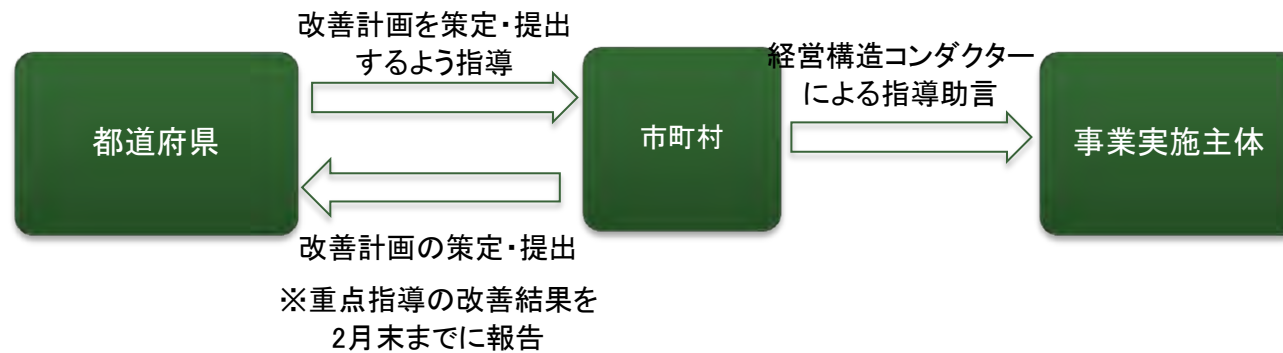 改善計画を策定・提出
するよう指導
経営構造コンダクター
による指導助言
都道府県
市町村
事業実施主体
改善計画の策定・提出
※重点指導の改善結果を
2月末までに報告